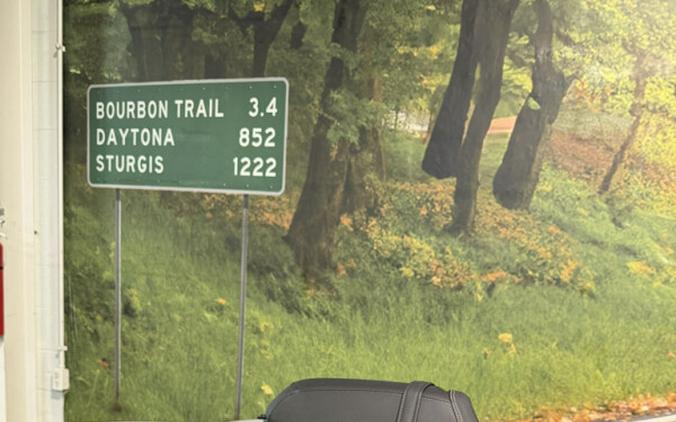 BOURBON TRAIL 3.4
DAYTONA 852
STURGIS 1222